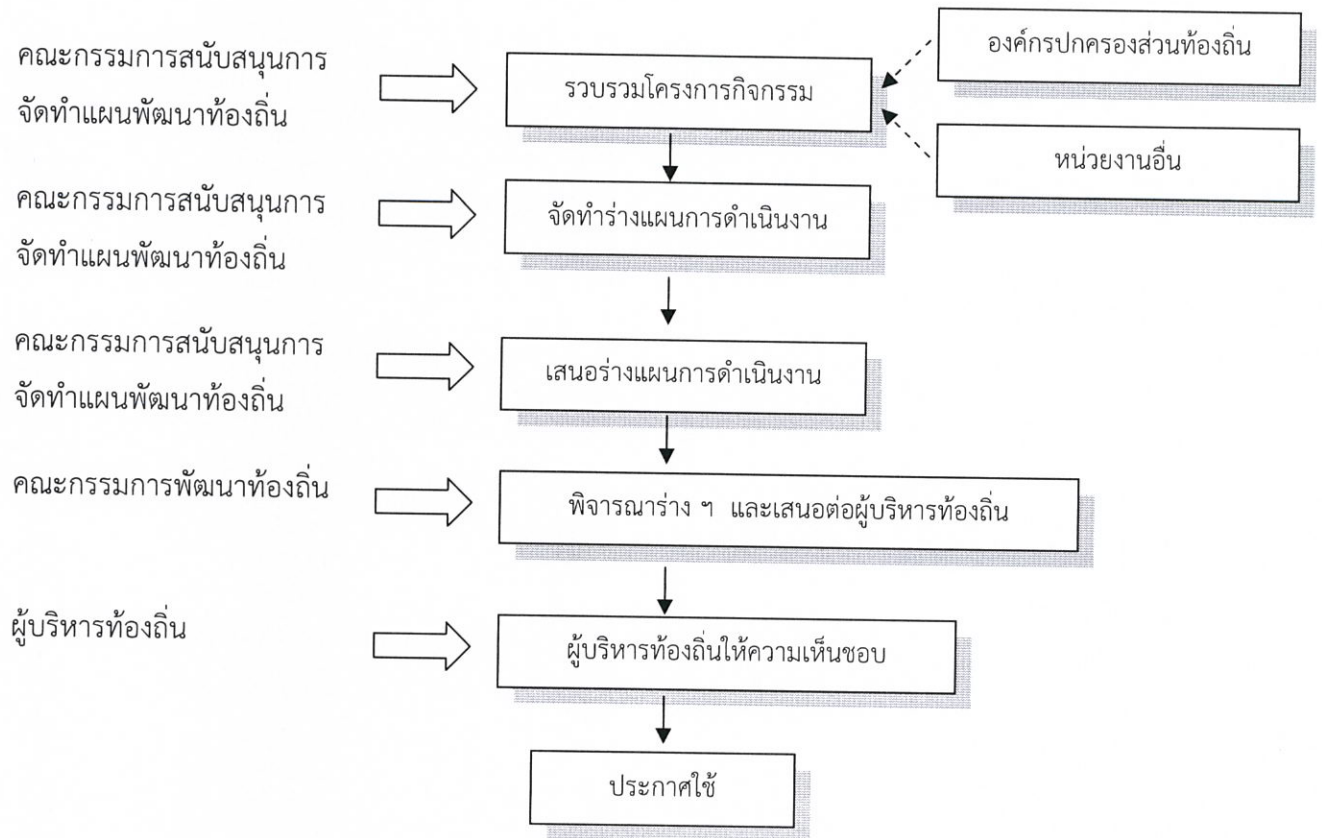 คณะกรรมการสนับสนุนการ
จัดทำแผนพัฒนาท้องถิ่น
รวบรวมโครงการกิจกรรม
องค์กรปกครองส่วนท้องถิ่น
หน่วยงานอื่น
คณะกรรมการสนับสนุนการ
จัดทำแผนพัฒนาท้องถิ่น
จัดทำร่างแผนการดำเนินงาน
คณะกรรมการสนับสนุนการ
จัดทำแผนพัฒนาท้องถิ่น
เสนอร่างแผนการดำเนินงาน
คณะกรรมการพัฒนาท้องถิ่น
พิจารณาร่าง ฯ และเสนอต่อผู้บริหารท้องถิ่น
ผู้บริหารท้องถิ่น
ผู้บริหารท้องถิ่นให้ความเห็นชอบ
ประกาศใช้